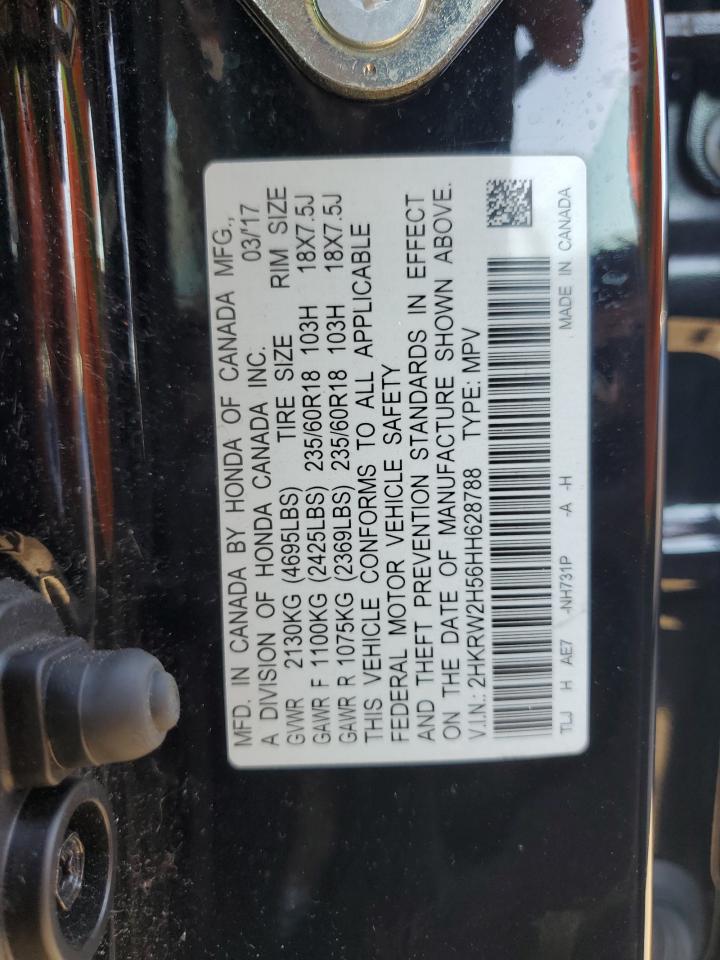 MFD. IN CANADA BY HONDA OF CANADA MFG.,
A DIVISION OF HONDA CANADA INC. 03/'17
GVWR 2130KG (4695LBS) TIRE SIZE RIM SIZE
GAWR F 1100KG (2425LBS) 235/60R18 103H 18X7.5J
GAWR R 1075KG (2369LBS) 235/60R18 103H 18X7.5J
THIS VEHICLE CONFORMS TO ALL APPLICABLE
FEDERAL MOTOR VEHICLE SAFETY
AND THEFT PREVENTION STANDARDS IN EFFECT
ON THE DATE OF MANUFACTURE SHOWN ABOVE.
V.I.N.: 2HKRW2H56HH628788 TYPE: MPV
TLJ H AE7 -NH731P -A -H MADE IN CANADA